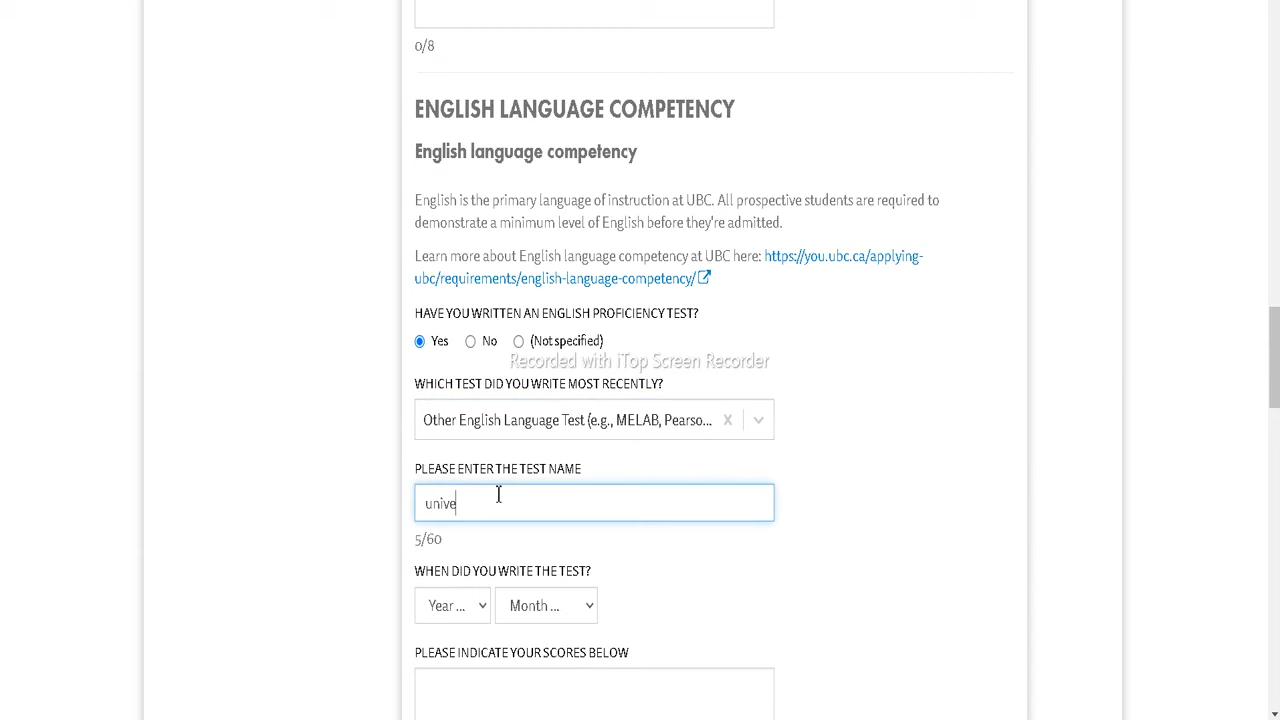 0/8
ENGLISH LANGUAGE COMPETENCY
English language competency
English is the primary language of instruction at UBC. All prospective students are required to
demonstrate a minimum level of English before they're admitted.
Learn more about English language competency at UBC here: https://you.ubc.ca/applying-
ubc/requirements/english-language-competency/
HAVE YOU WRITTEN AN ENGLISH PROFICIENCY TEST?
Yes No (Not specified)
Recorded with iTop Screen Recorder
WHICH TEST DID YOU WRITE MOST RECENTLY?
Other English Language Test (e.g., MELAB, Pearso...
PLEASE ENTER THE TEST NAME
unive
5/60
WHEN DID YOU WRITE THE TEST?
Year ... Month ...
PLEASE INDICATE YOUR SCORES BELOW